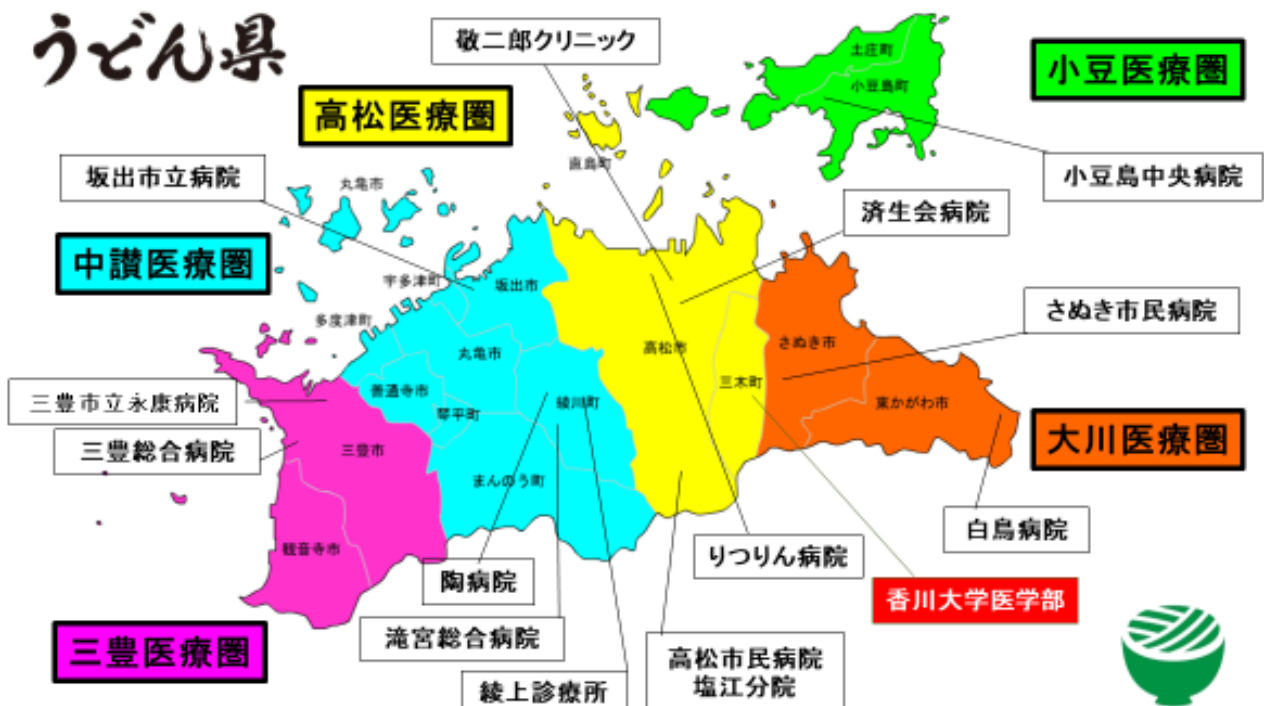 うどん県
敬二郎クリニック
土庄町
小豆島町
小豆医療圏
高松医療圏
直島町
坂出市立病院
丸亀市
小豆島中央病院
済生会病院
中讃医療圏
宇多津町
坂出市
多度津町
さぬき市民病院
丸亀市
高松市
さぬき市
三木町
善通寺市
琴平町
綾川町
東かがわ市
三豊市立永康病院
三豊総合病院
三豊市
大川医療圏
まんのう町
白鳥病院
観音寺市
りつりん病院
陶病院
香川大学医学部
滝宮総合病院
三豊医療圏
高松市民病院
塩江分院
綾上診療所